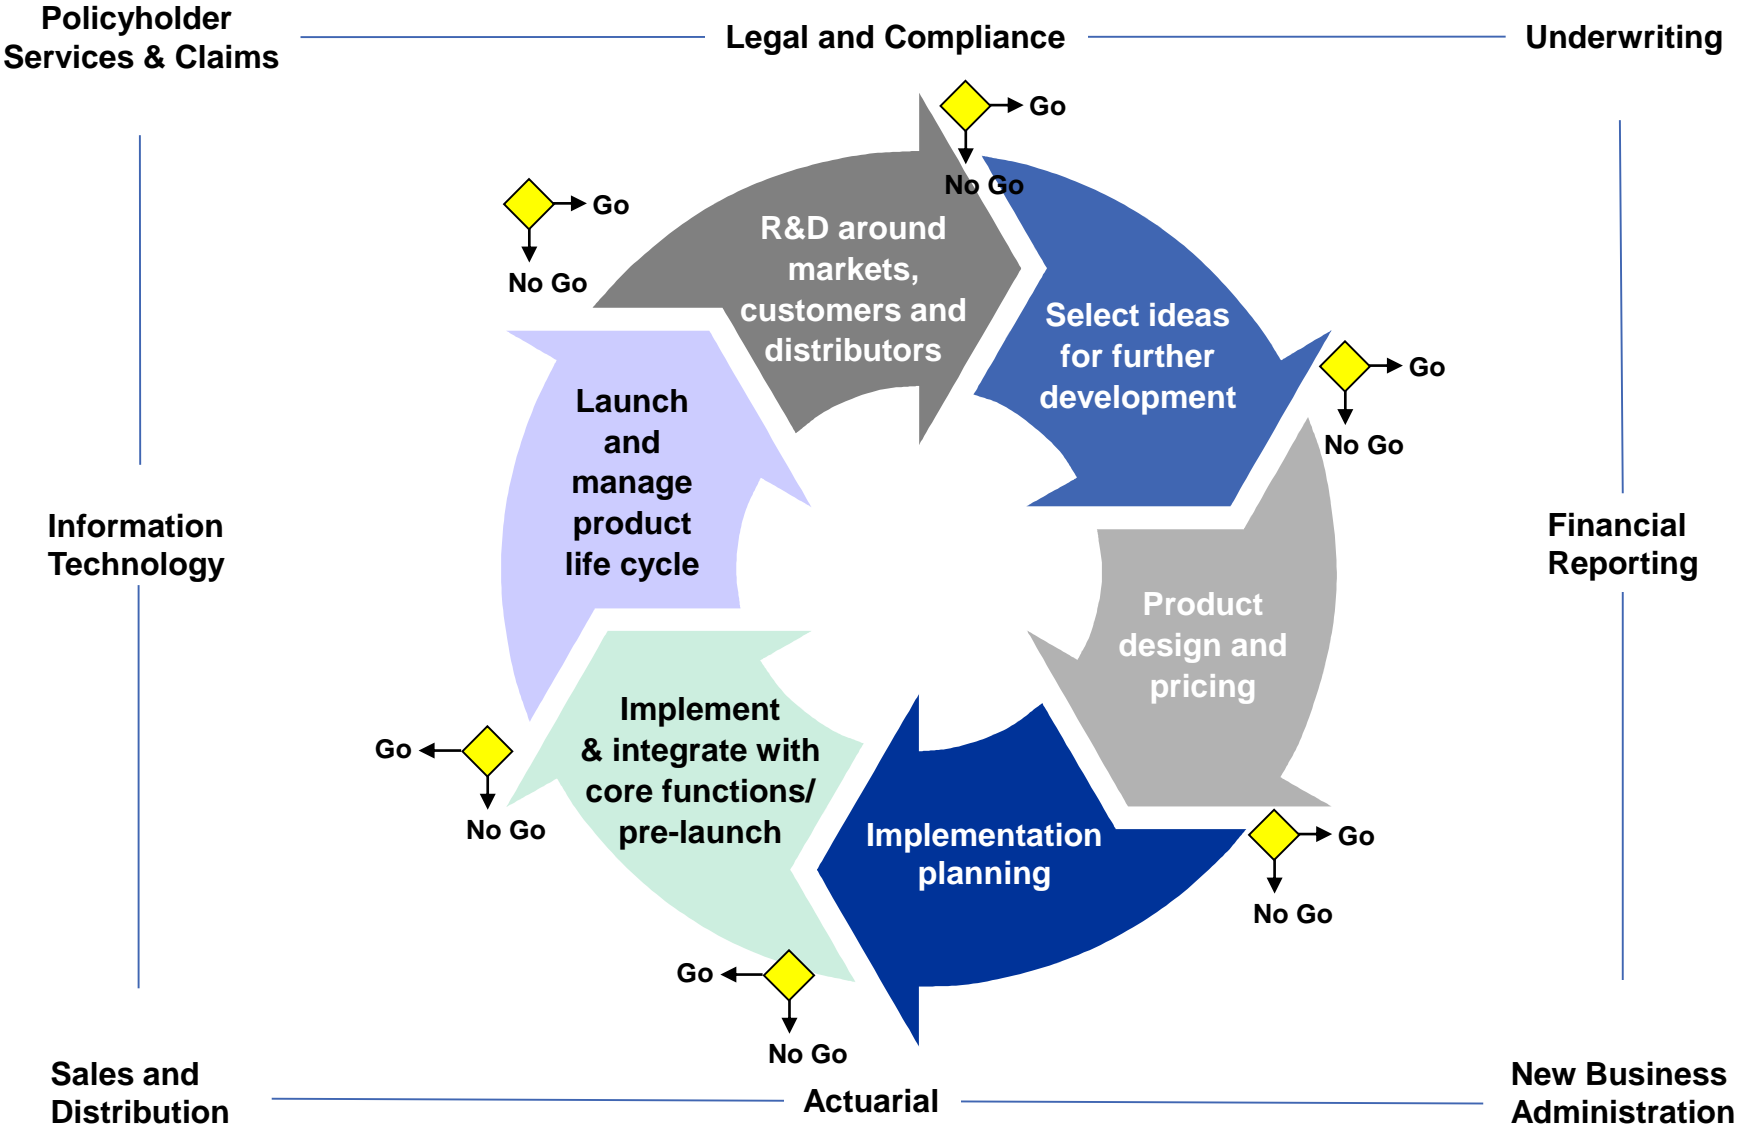 Policyholder
Services & Claims
Legal and Compliance
Underwriting
Go
No Go
Go
No Go
R&D around
markets,
customers and
distributors
Select ideas
for further
development
Go
No Go
Launch
and
manage
product
life cycle
Information
Technology
Financial
Reporting
Product
design and
pricing
Implement
& integrate with
core functions/
pre-launch
Go
No Go
Implementation
planning
Go
No Go
Go
No Go
Sales and
Distribution
Actuarial
New Business
Administration